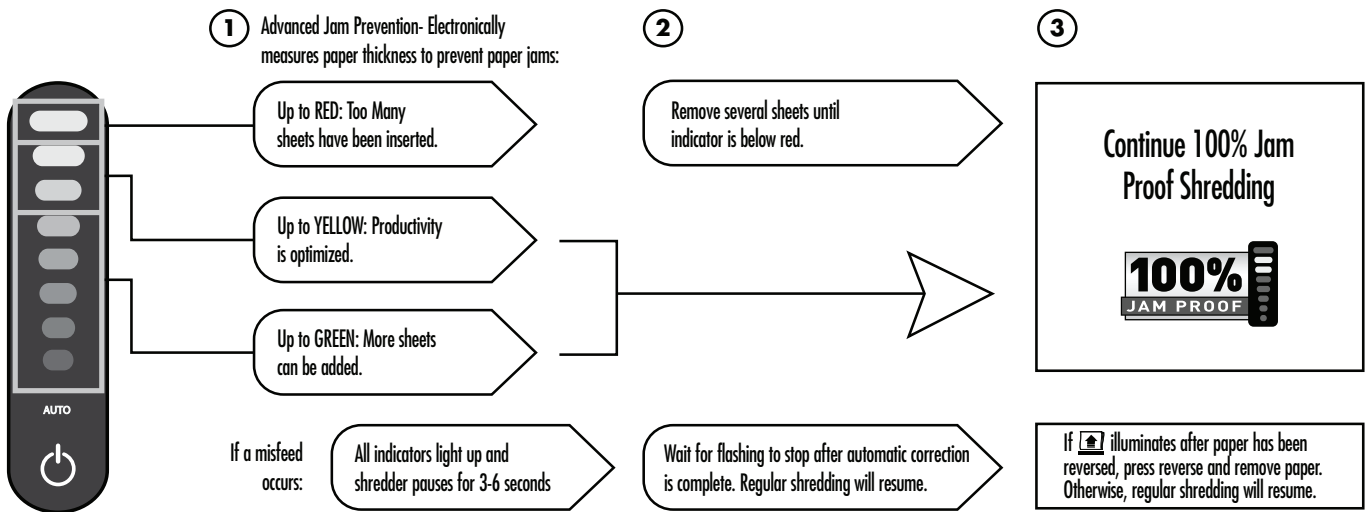 1 Advanced Jam Prevention- Electronically
measures paper thickness to prevent paper jams:
2
3
Up to RED: Too Many
sheets have been inserted.
Remove several sheets until
indicator is below red.
Continue 100% Jam
Proof Shredding
Up to YELLOW: Productivity
is optimized.
100%
JAM PROOF
Up to GREEN: More sheets
can be added.
AUTO
If a misfeed
occurs:
All indicators light up and
shredder pauses for 3-6 seconds
Wait for flashing to stop after automatic correction
is complete. Regular shredding will resume.
If illuminates after paper has been
reversed, press reverse and remove paper.
Otherwise, regular shredding will resume.